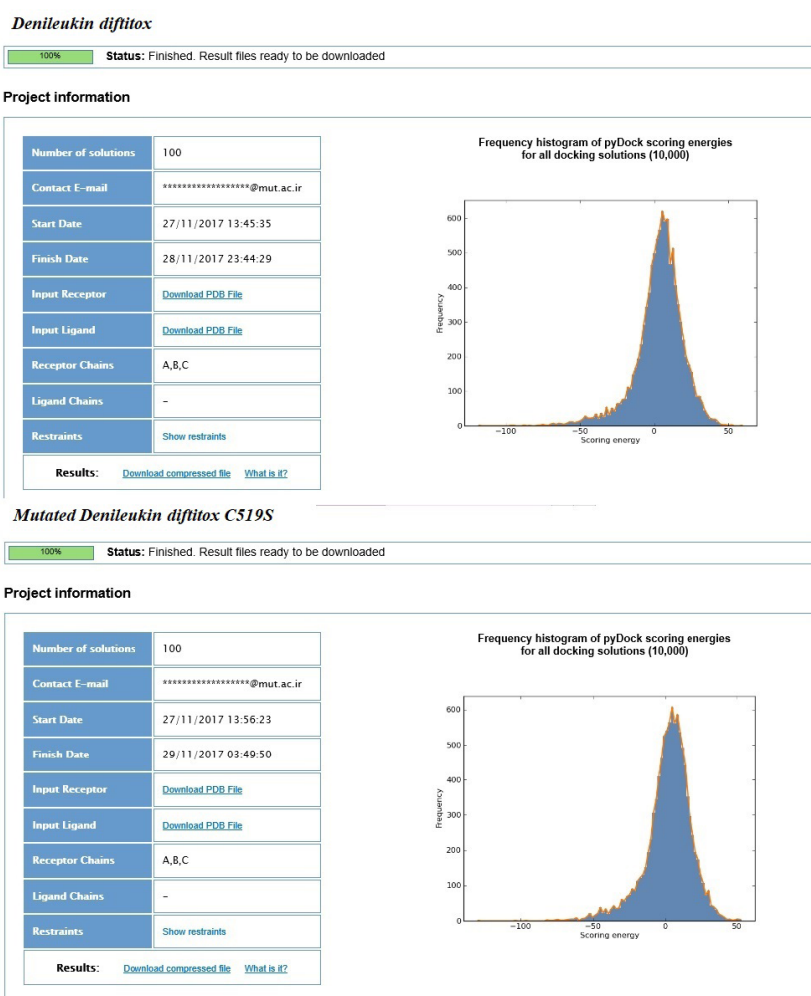 Denileukin diftitox
100% Status: Finished. Result files ready to be downloaded
Project information
Number of solutions 100
Contact E-mail ******************@mut.ac.ir
Start Date 27/11/2017 13:45:35
Finish Date 28/11/2017 23:44:29
Input Receptor Download PDB File
Input Ligand Download PDB File
Receptor Chains A,B,C
Ligand Chains -
Restraints Show restraints
Results: Download compressed file What is it?
Frequency histogram of pyDock scoring energies
for all docking solutions (10,000)
600
500
400
300
200
100
0
Frequency
−100 −50 0 50
Scoring energy
Mutated Denileukin diftitox C519S
100% Status: Finished. Result files ready to be downloaded
Project information
Number of solutions 100
Contact E-mail ******************@mut.ac.ir
Start Date 27/11/2017 13:56:23
Finish Date 29/11/2017 03:49:50
Input Receptor Download PDB File
Input Ligand Download PDB File
Receptor Chains A,B,C
Ligand Chains -
Restraints Show restraints
Results: Download compressed file What is it?
Frequency histogram of pyDock scoring energies
for all docking solutions (10,000)
600
500
400
300
200
100
0
Frequency
−100 −50 0 50
Scoring energy